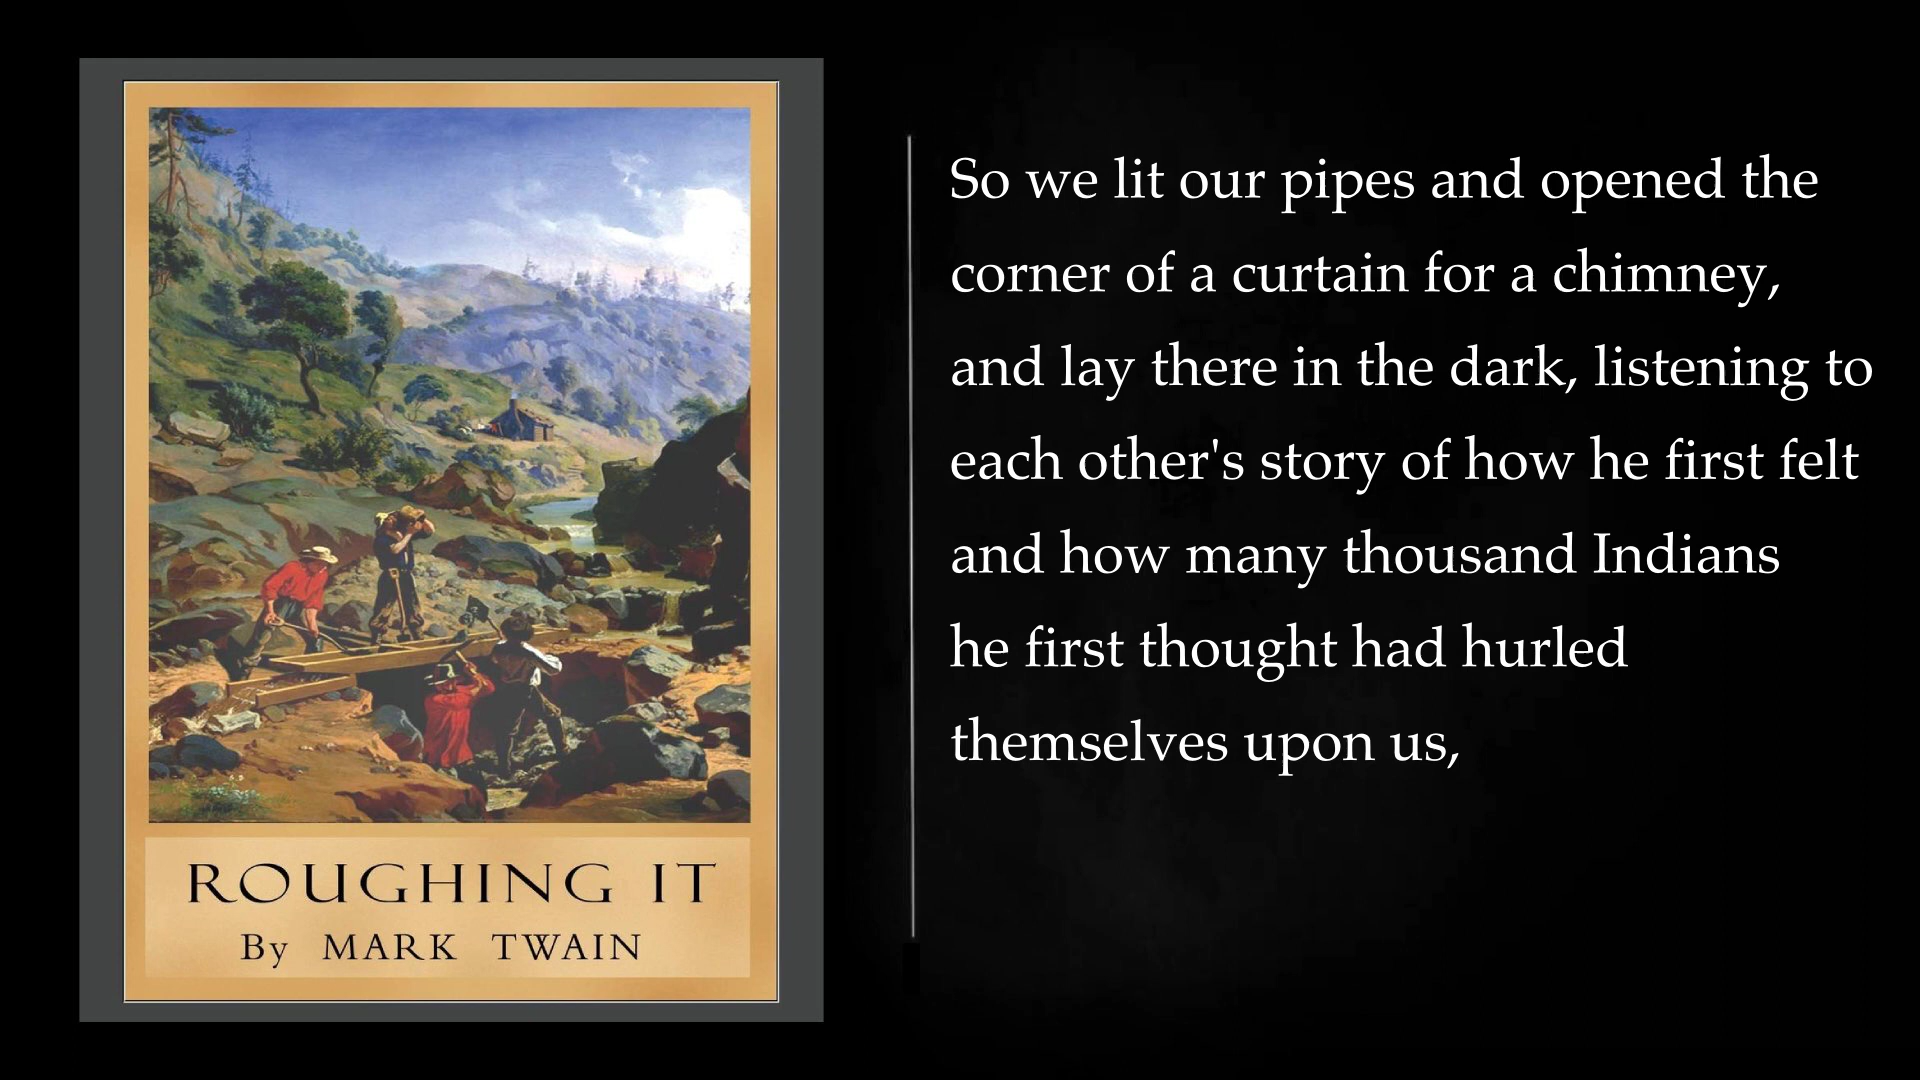 ROUGHING IT
By MARK TWAIN
So we lit our pipes and opened the
corner of a curtain for a chimney,
and lay there in the dark, listening to
each other's story of how he first felt
and how many thousand Indians
he first thought had hurled
themselves upon us,